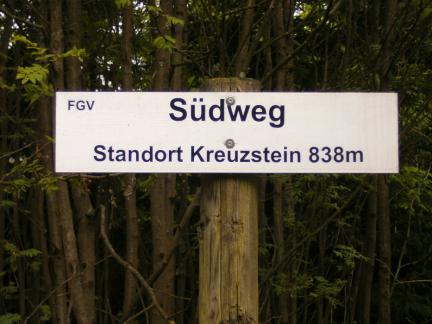 FGV
Südweg
Standort Kreuzstein 838m